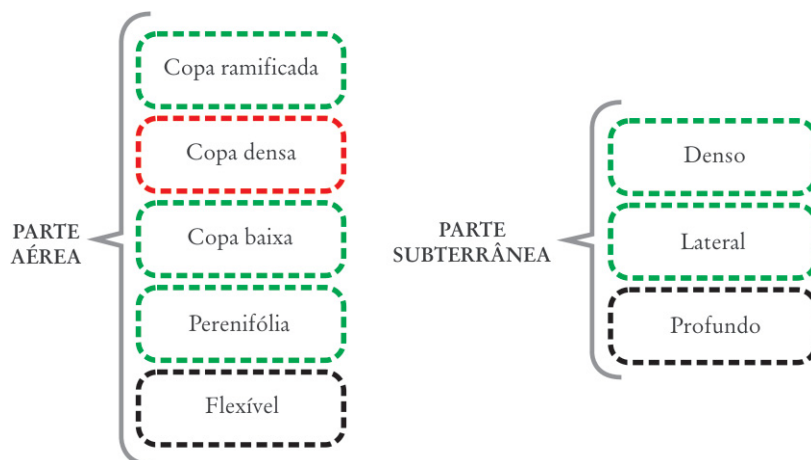 PARTE
AÉREA
Copa ramificada
Copa densa
Copa baixa
Perenifólia
Flexível
PARTE
SUBTERRÂNEA
Denso
Lateral
Profundo